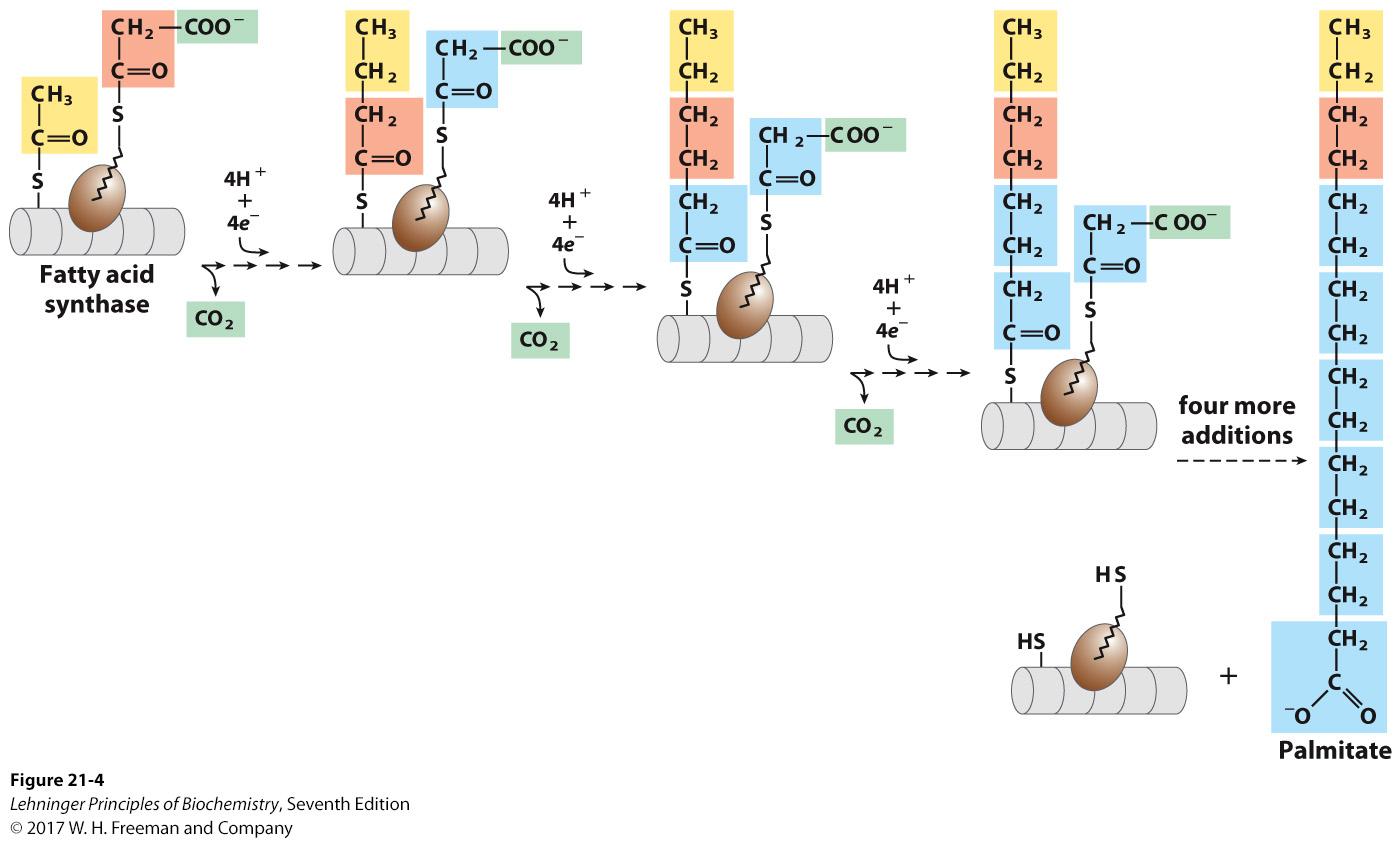 CH₂—COO⁻
C=O
S
CH₃
C=O
S
Fatty acid
synthase
4H⁺
+
4e⁻
CO₂
CH₃
CH₂
CH₂
C=O
S
CH₂—COO⁻
C=O
S
4H⁺
+
4e⁻
CO₂
CH₃
CH₂
CH₂
CH₂
CH₂
C=O
S
CH₂—COO⁻
C=O
S
4H⁺
+
4e⁻
CO₂
CH₃
CH₂
CH₂
CH₂
CH₂
CH₂
CH₂
C=O
S
CH₂—COO⁻
C=O
S
four more
additions
HS
HS
+
CH₃
CH₂
CH₂
CH₂
CH₂
CH₂
CH₂
CH₂
CH₂
CH₂
CH₂
CH₂
CH₂
CH₂
CH₂
C
⁻O O
Palmitate
Figure 21-4
Lehninger Principles of Biochemistry, Seventh Edition
© 2017 W. H. Freeman and Company